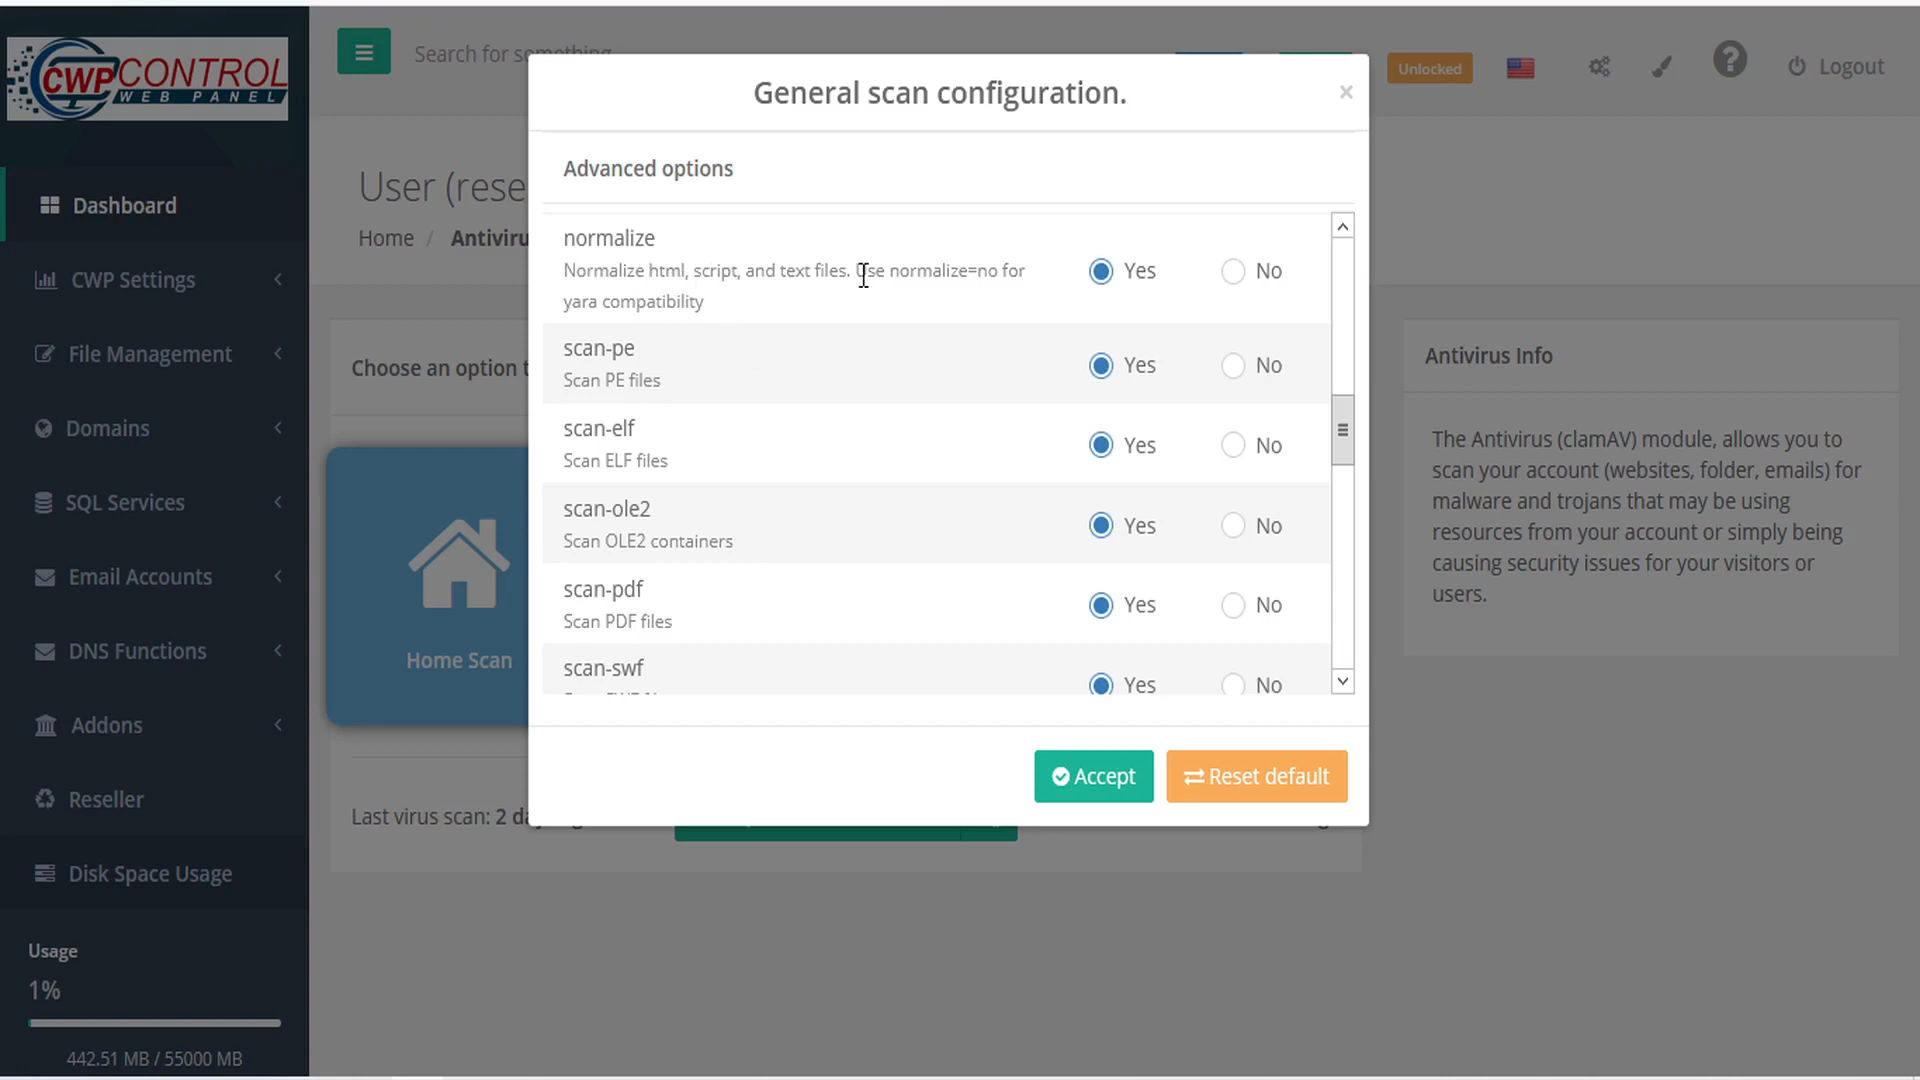 CWP CONTROL
WEB PANEL
Search for something
Unlocked
Logout
General scan configuration.
×
User (rese
Home / Antiviru
Dashboard
CWP Settings
File Management
Domains
SQL Services
Email Accounts
DNS Functions
Addons
Reseller
Disk Space Usage
Usage
1%
442.51 MB / 55000 MB
Choose an option t
Home Scan
Last virus scan: 2 da
Advanced options
normalize
Normalize html, script, and text files. Use normalize=no for
yara compatibility
Yes No
scan-pe
Scan PE files
Yes No
scan-elf
Scan ELF files
Yes No
scan-ole2
Scan OLE2 containers
Yes No
scan-pdf
Scan PDF files
Yes No
scan-swf
Yes No
Accept
Reset default
Antivirus Info
The Antivirus (clamAV) module, allows you to
scan your account (websites, folder, emails) for
malware and trojans that may be using
resources from your account or simply being
causing security issues for your visitors or
users.